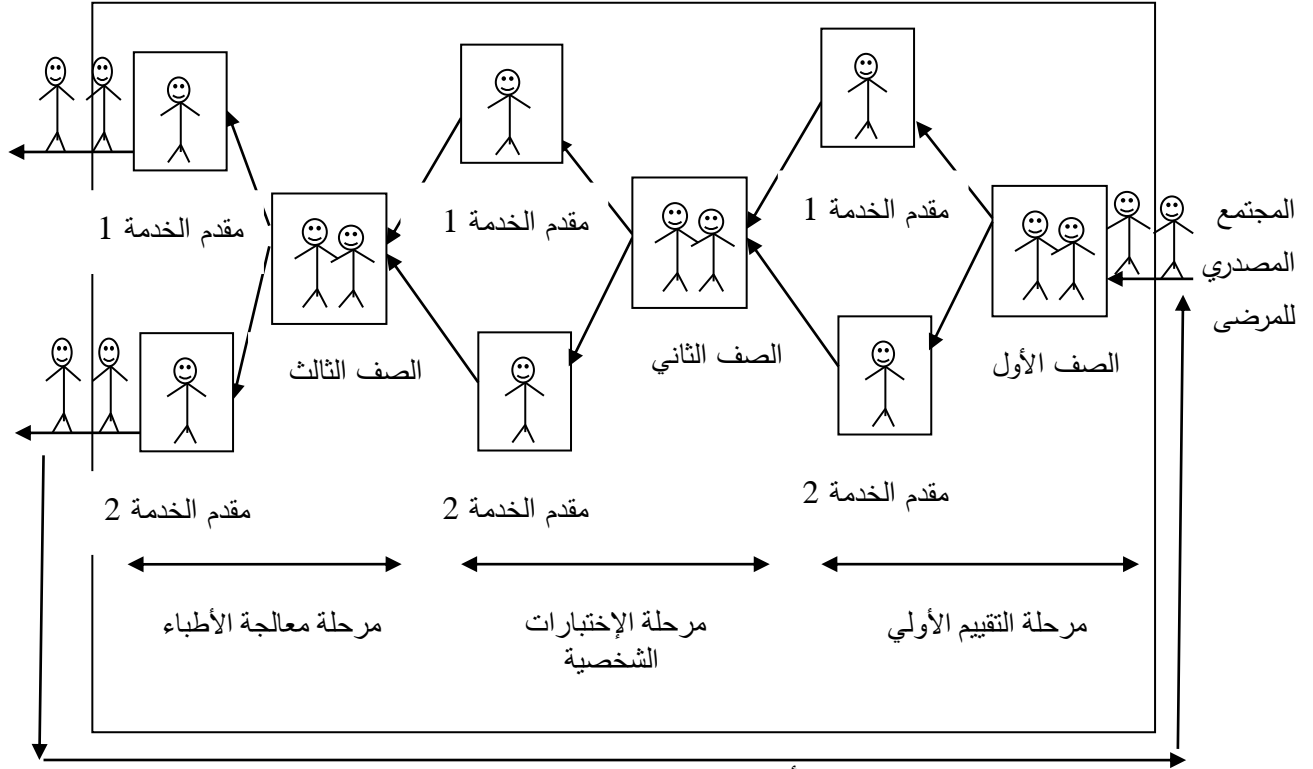 المجتمع
المصدري
للمرضى
مقدم الخدمة 1
مقدم الخدمة 1
مقدم الخدمة 1
الصف الأول
الصف الثاني
الصف الثالث
مقدم الخدمة 2
مقدم الخدمة 2
مقدم الخدمة 2
مرحلة التقييم الأولي
مرحلة الإختبارات
الشخصية
مرحلة معالجة الأطباء